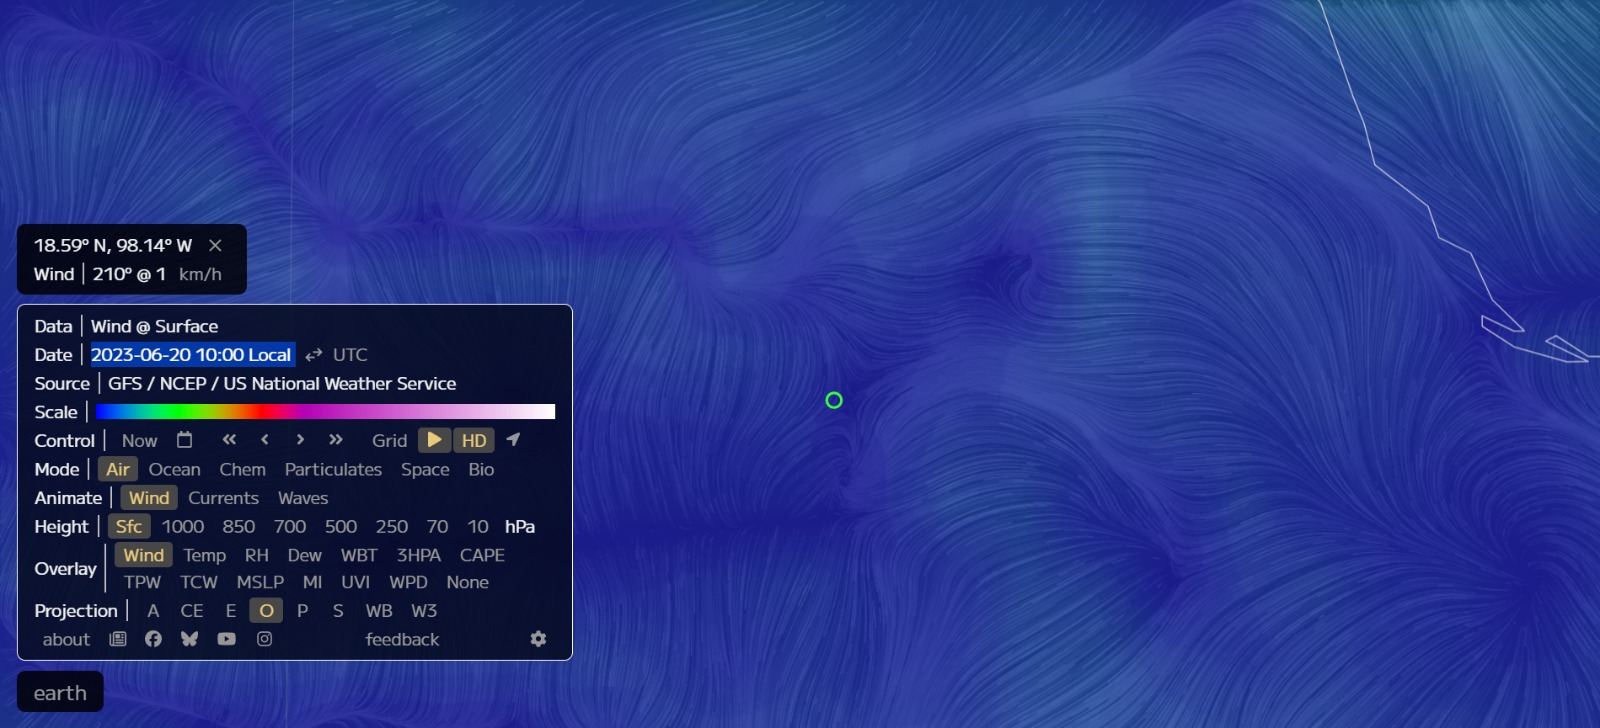 18.59° N, 98.14° W ×
Wind | 210° @ 1 km/h
Data | Wind @ Surface
Date | 2023-06-20 10:00 Local UTC
Source | GFS / NCEP / US National Weather Service
Scale |
Control | Now Grid HD
Mode | Air Ocean Chem Particulates Space Bio
Animate | Wind Currents Waves
Height | Sfc 1000 850 700 500 250 70 10 hPa
Overlay | Wind Temp RH Dew WBT 3HPA CAPE
TPW TCW MSLP MI UVI WPD None
Projection | A CE E O P S WB W3
about feedback
earth